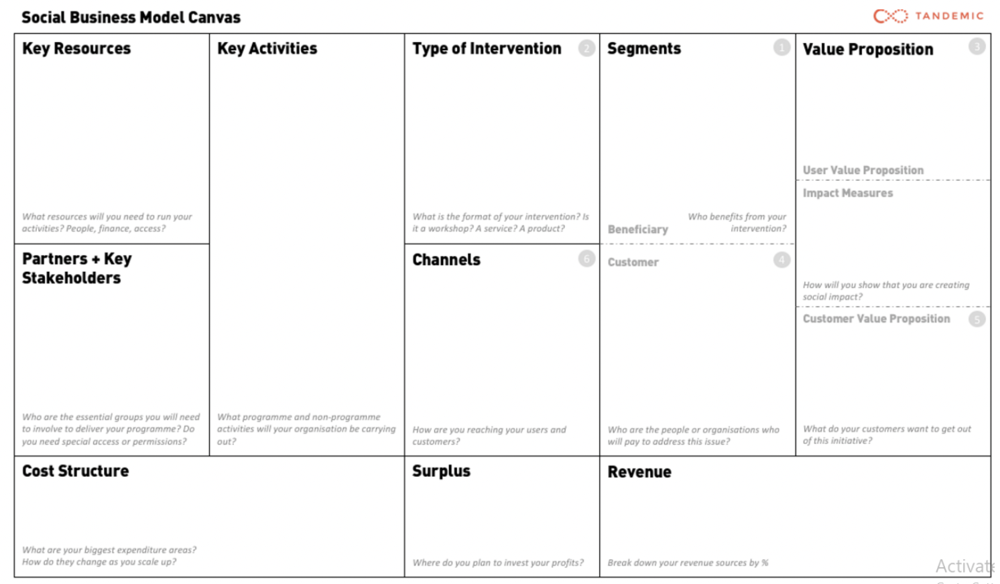 Social Business Model Canvas
TANDEMIC
Key Resources
What resources will you need to run your
activities? People, finance, access?
Key Activities
What programme and non-programme
activities will your organisation be carrying
out?
Type of Intervention
2
What is the format of your intervention? Is
it a workshop? A service? A product?
Segments
1
Who benefits from your
intervention?
Beneficiary
Customer
4
Who are the people or organisations who
will pay to address this issue?
Value Proposition
3
User Value Proposition
Impact Measures
How will you show that you are creating
social impact?
Customer Value Proposition
5
What do your customers want to get out
of this initiative?
Partners + Key
Stakeholders
Who are the essential groups you will need
to involve to deliver your programme? Do
you need special access or permissions?
Channels
6
How are you reaching your users and
customers?
Cost Structure
What are your biggest expenditure areas?
How do they change as you scale up?
Surplus
Where do you plan to invest your profits?
Revenue
Break down your revenue sources by %
Activate